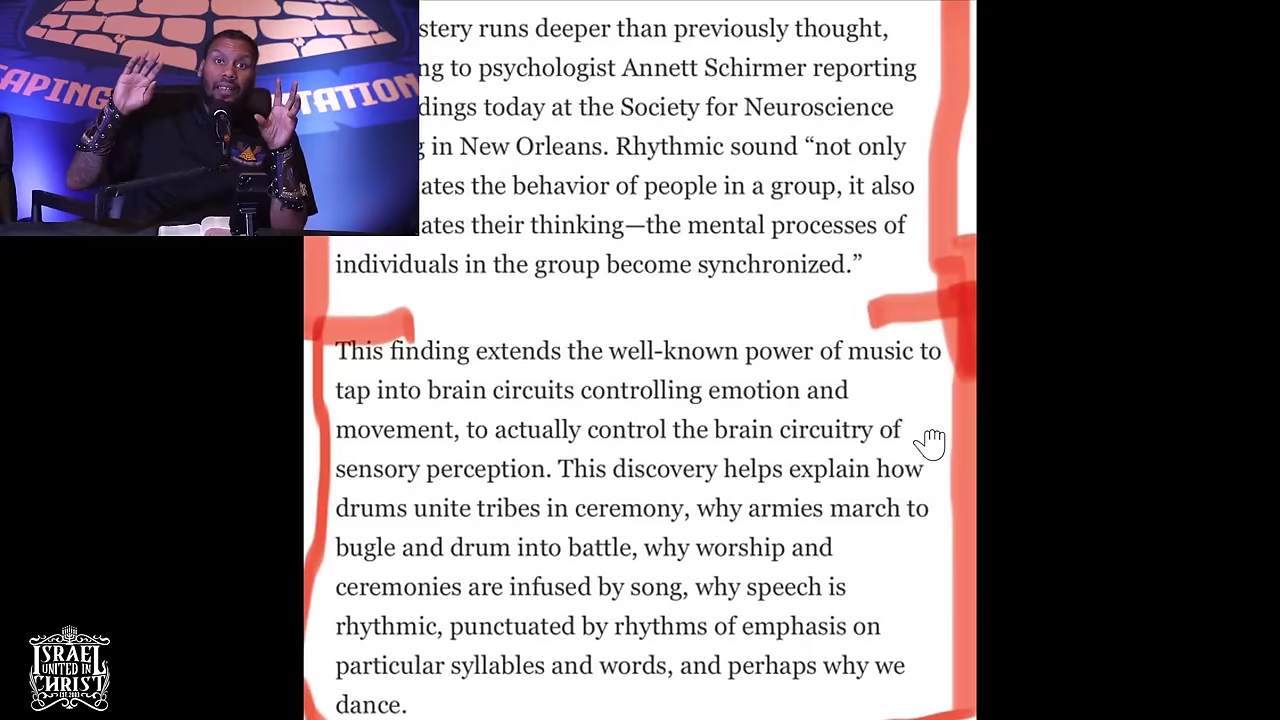 APING
TATION
stery runs deeper than previously thought,
ng to psychologist Annett Schirmer reporting
dings today at the Society for Neuroscience
g in New Orleans. Rhythmic sound “not only
ates the behavior of people in a group, it also
ates their thinking—the mental processes of
individuals in the group become synchronized.”
This finding extends the well-known power of music to
tap into brain circuits controlling emotion and
movement, to actually control the brain circuitry of
sensory perception. This discovery helps explain how
drums unite tribes in ceremony, why armies march to
bugle and drum into battle, why worship and
ceremonies are infused by song, why speech is
rhythmic, punctuated by rhythms of emphasis on
particular syllables and words, and perhaps why we
dance.
ISRAEL
UNITED IN
CHRIST
EST. 2003